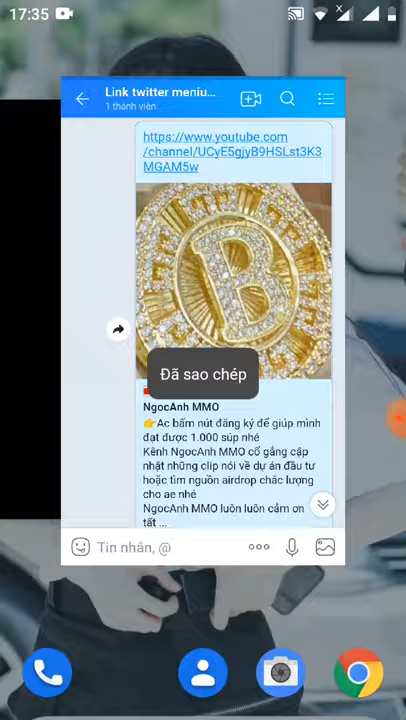 17:35
Link twitter meniu...
1 thành viên
https://www.youtube.com
/channel/UCyE5gjyB9HSLst3K3
MGAM5w
B
Đã sao chép
NgocAnh MMO
👉Ac bấm nút đăng ký để giúp mình
đạt được 1.000 súp nhé
Kênh NgocAnh MMO cố gắng cập
nhật những clip nói về dự án đầu tư
hoặc tìm nguồn airdrop chắc lượng
cho ae nhé
NgocAnh MMO luôn luôn cảm ơn
tất ...
Tin nhắn, @